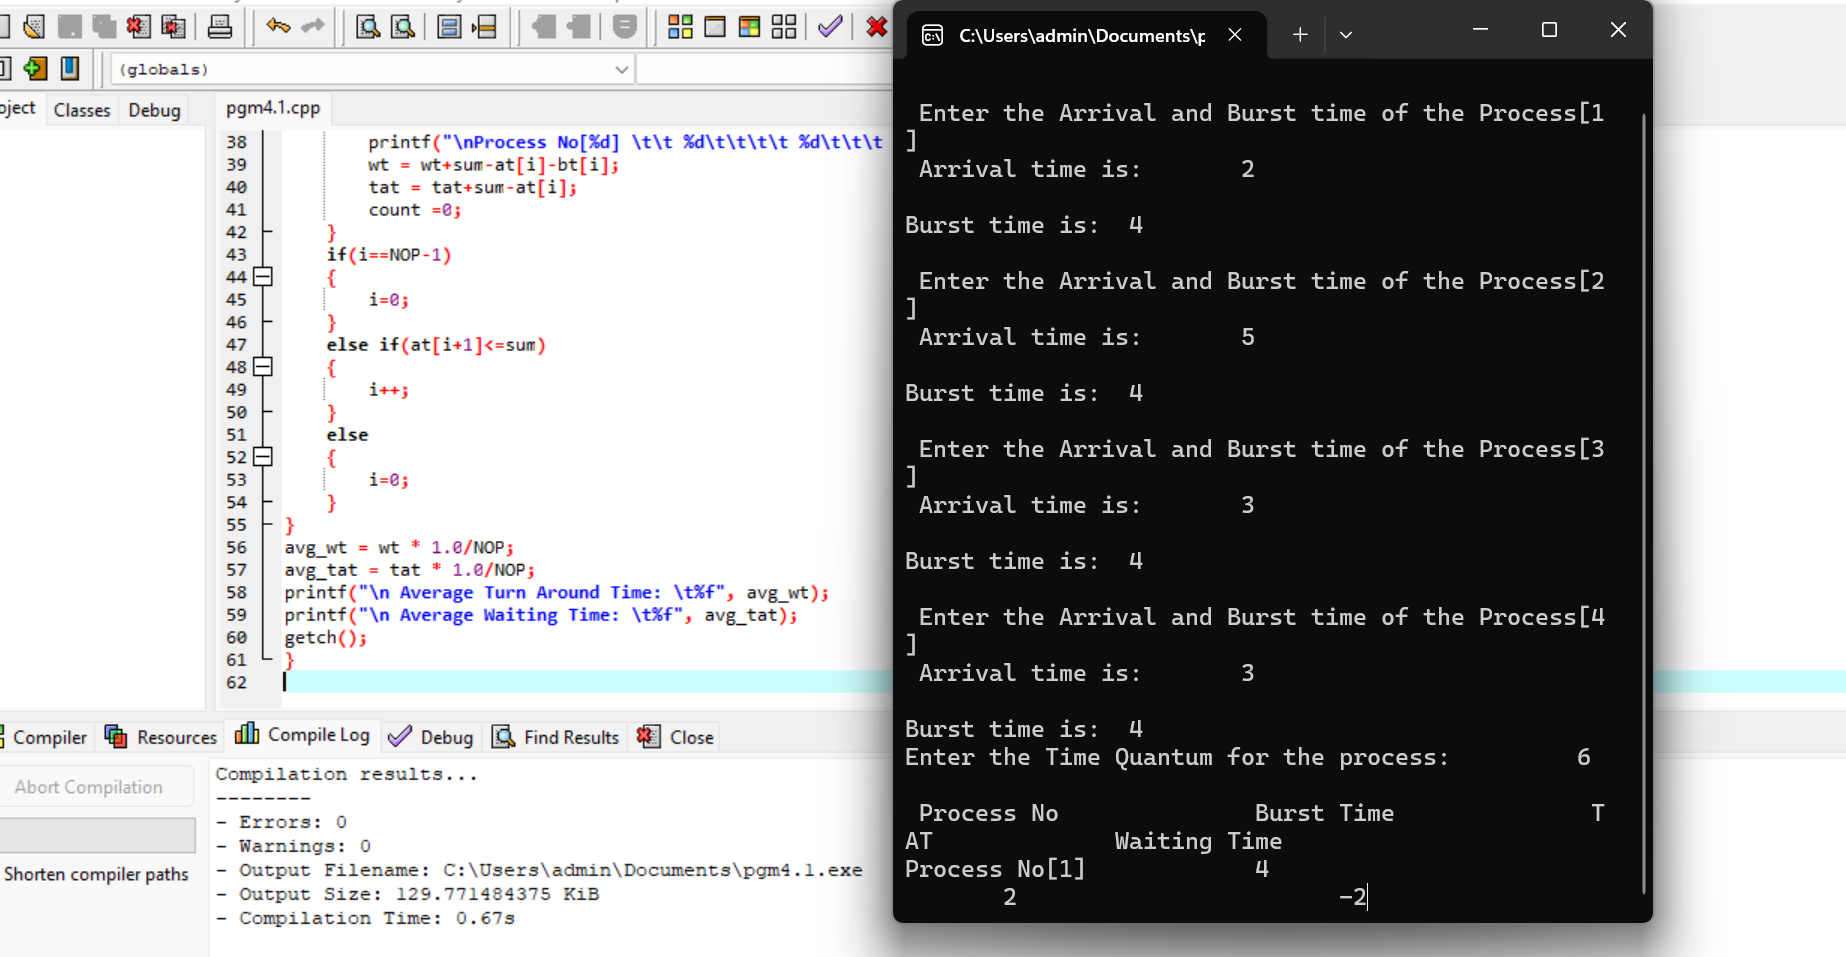 (globals)
oject Classes Debug
pgm4.1.cpp
38 printf("\nProcess No[%d] \t\t %d\t\t\t\t %d\t\t\t
39 wt = wt+sum-at[i]-bt[i];
40 tat = tat+sum-at[i];
41 count =0;
42 }
43 if(i==NOP-1)
44 {
45 i=0;
46 }
47 else if(at[i+1]<=sum)
48 {
49 i++;
50 }
51 else
52 {
53 i=0;
54 }
55 }
56 avg_wt = wt * 1.0/NOP;
57 avg_tat = tat * 1.0/NOP;
58 printf("\n Average Turn Around Time: \t%f", avg_wt);
59 printf("\n Average Waiting Time: \t%f", avg_tat);
60 getch();
61 }
62
Compiler Resources Compile Log Debug Find Results Close
Abort Compilation
Shorten compiler paths
Compilation results...
--------
- Errors: 0
- Warnings: 0
- Output Filename: C:\Users\admin\Documents\pgm4.1.exe
- Output Size: 129.771484375 KiB
- Compilation Time: 0.67s
C:\Users\admin\Documents\p
Enter the Arrival and Burst time of the Process[1
]
Arrival time is: 2
Burst time is: 4
Enter the Arrival and Burst time of the Process[2
]
Arrival time is: 5
Burst time is: 4
Enter the Arrival and Burst time of the Process[3
]
Arrival time is: 3
Burst time is: 4
Enter the Arrival and Burst time of the Process[4
]
Arrival time is: 3
Burst time is: 4
Enter the Time Quantum for the process: 6
Process No Burst Time T
AT Waiting Time
Process No[1] 4
2 -2